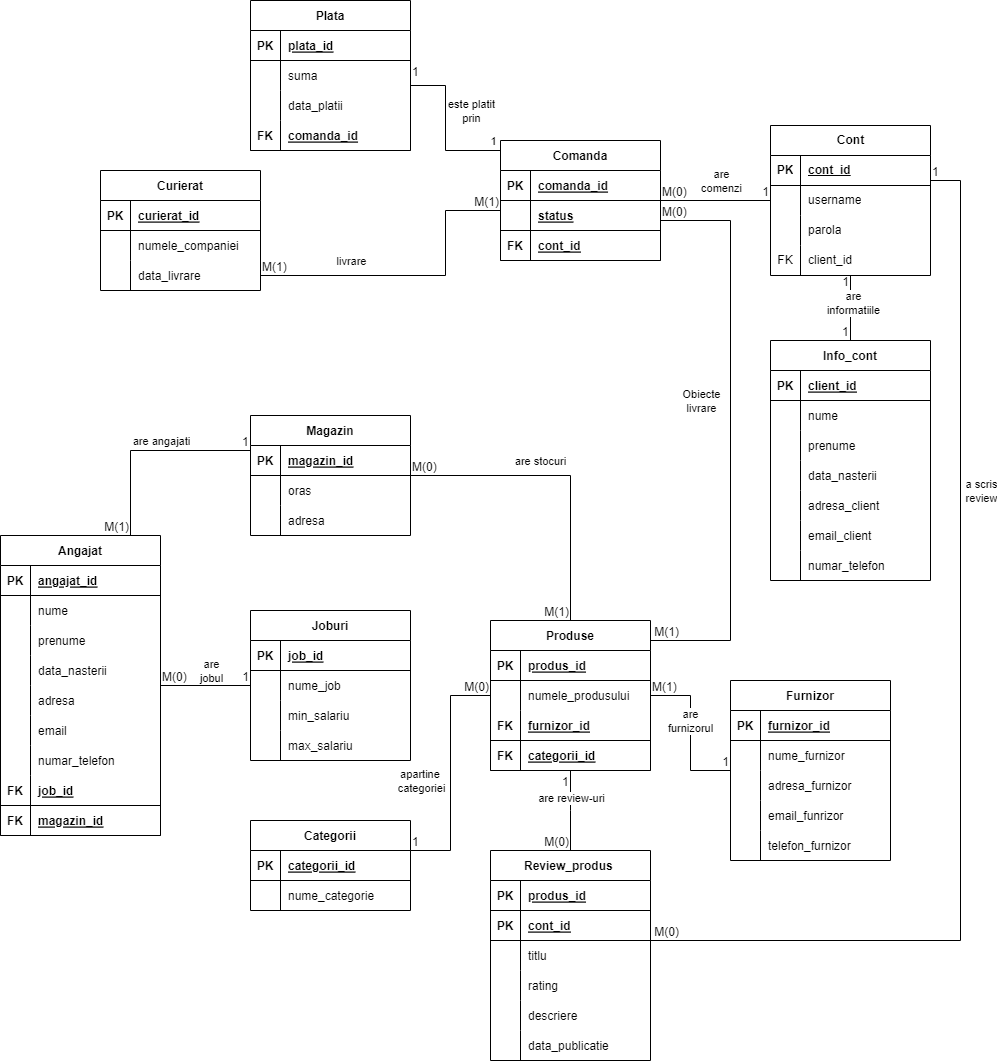 Plata
PK plata_id
suma
data_platii
FK comanda_id
1
este platit
prin
1
Comanda
PK comanda_id
status
FK cont_id
Cont
PK cont_id
username
parola
FK client_id
1
are
comenzi
M(0)
1
M(0)
Curierat
PK curierat_id
numele_companiei
data_livrare
M(1)
livrare
M(1)
1
are
informatiile
1
Info_cont
PK client_id
nume
prenume
data_nasterii
adresa_client
email_client
numar_telefon
Obiecte
livrare
a scris
review
Magazin
PK magazin_id
oras
adresa
are angajati
1
M(1)
M(0)
are stocuri
M(1)
Angajat
PK angajat_id
nume
prenume
data_nasterii
adresa
email
numar_telefon
FK job_id
FK magazin_id
M(0)
are
jobul
1
Joburi
PK job_id
nume_job
min_salariu
max_salariu
Produse
PK produs_id
numele_produsului
FK furnizor_id
FK categorii_id
M(1)
M(0)
M(1)
are
furnizorul
1
Furnizor
PK furnizor_id
nume_furnizor
adresa_furnizor
email_funrizor
telefon_furnizor
apartine
categoriei
1
Categorii
PK categorii_id
nume_categorie
1
are review-uri
M(0)
Review_produs
PK produs_id
PK cont_id
titlu
rating
descriere
data_publicatie
M(0)